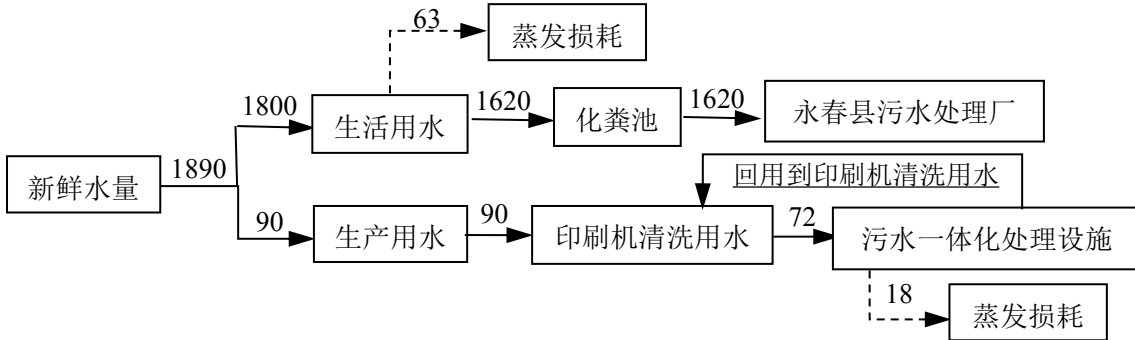 63
蒸发损耗
1800
生活用水
1620
化粪池
1620
永春县污水处理厂
新鲜水量
1890
回用到印刷机清洗用水
90
生产用水
90
印刷机清洗用水
72
污水一体化处理设施
18
蒸发损耗